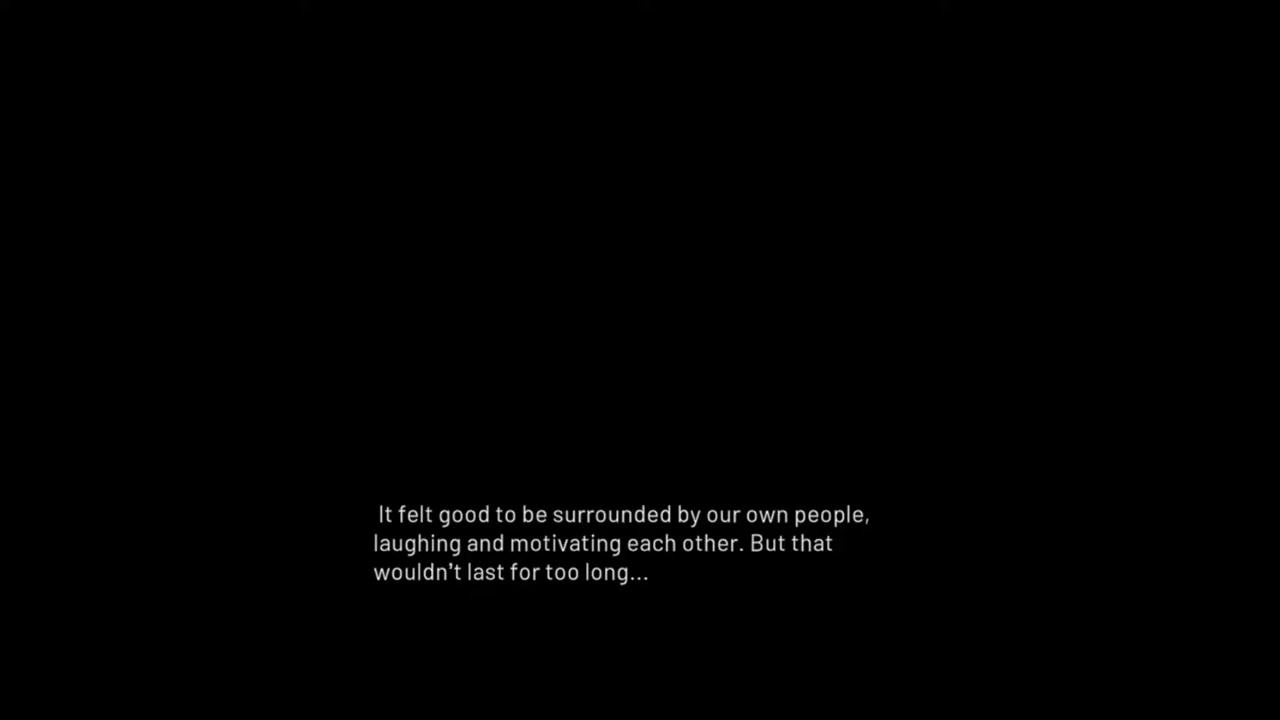 It felt good to be surrounded by our own people,
laughing and motivating each other. But that
wouldn't last for too long...